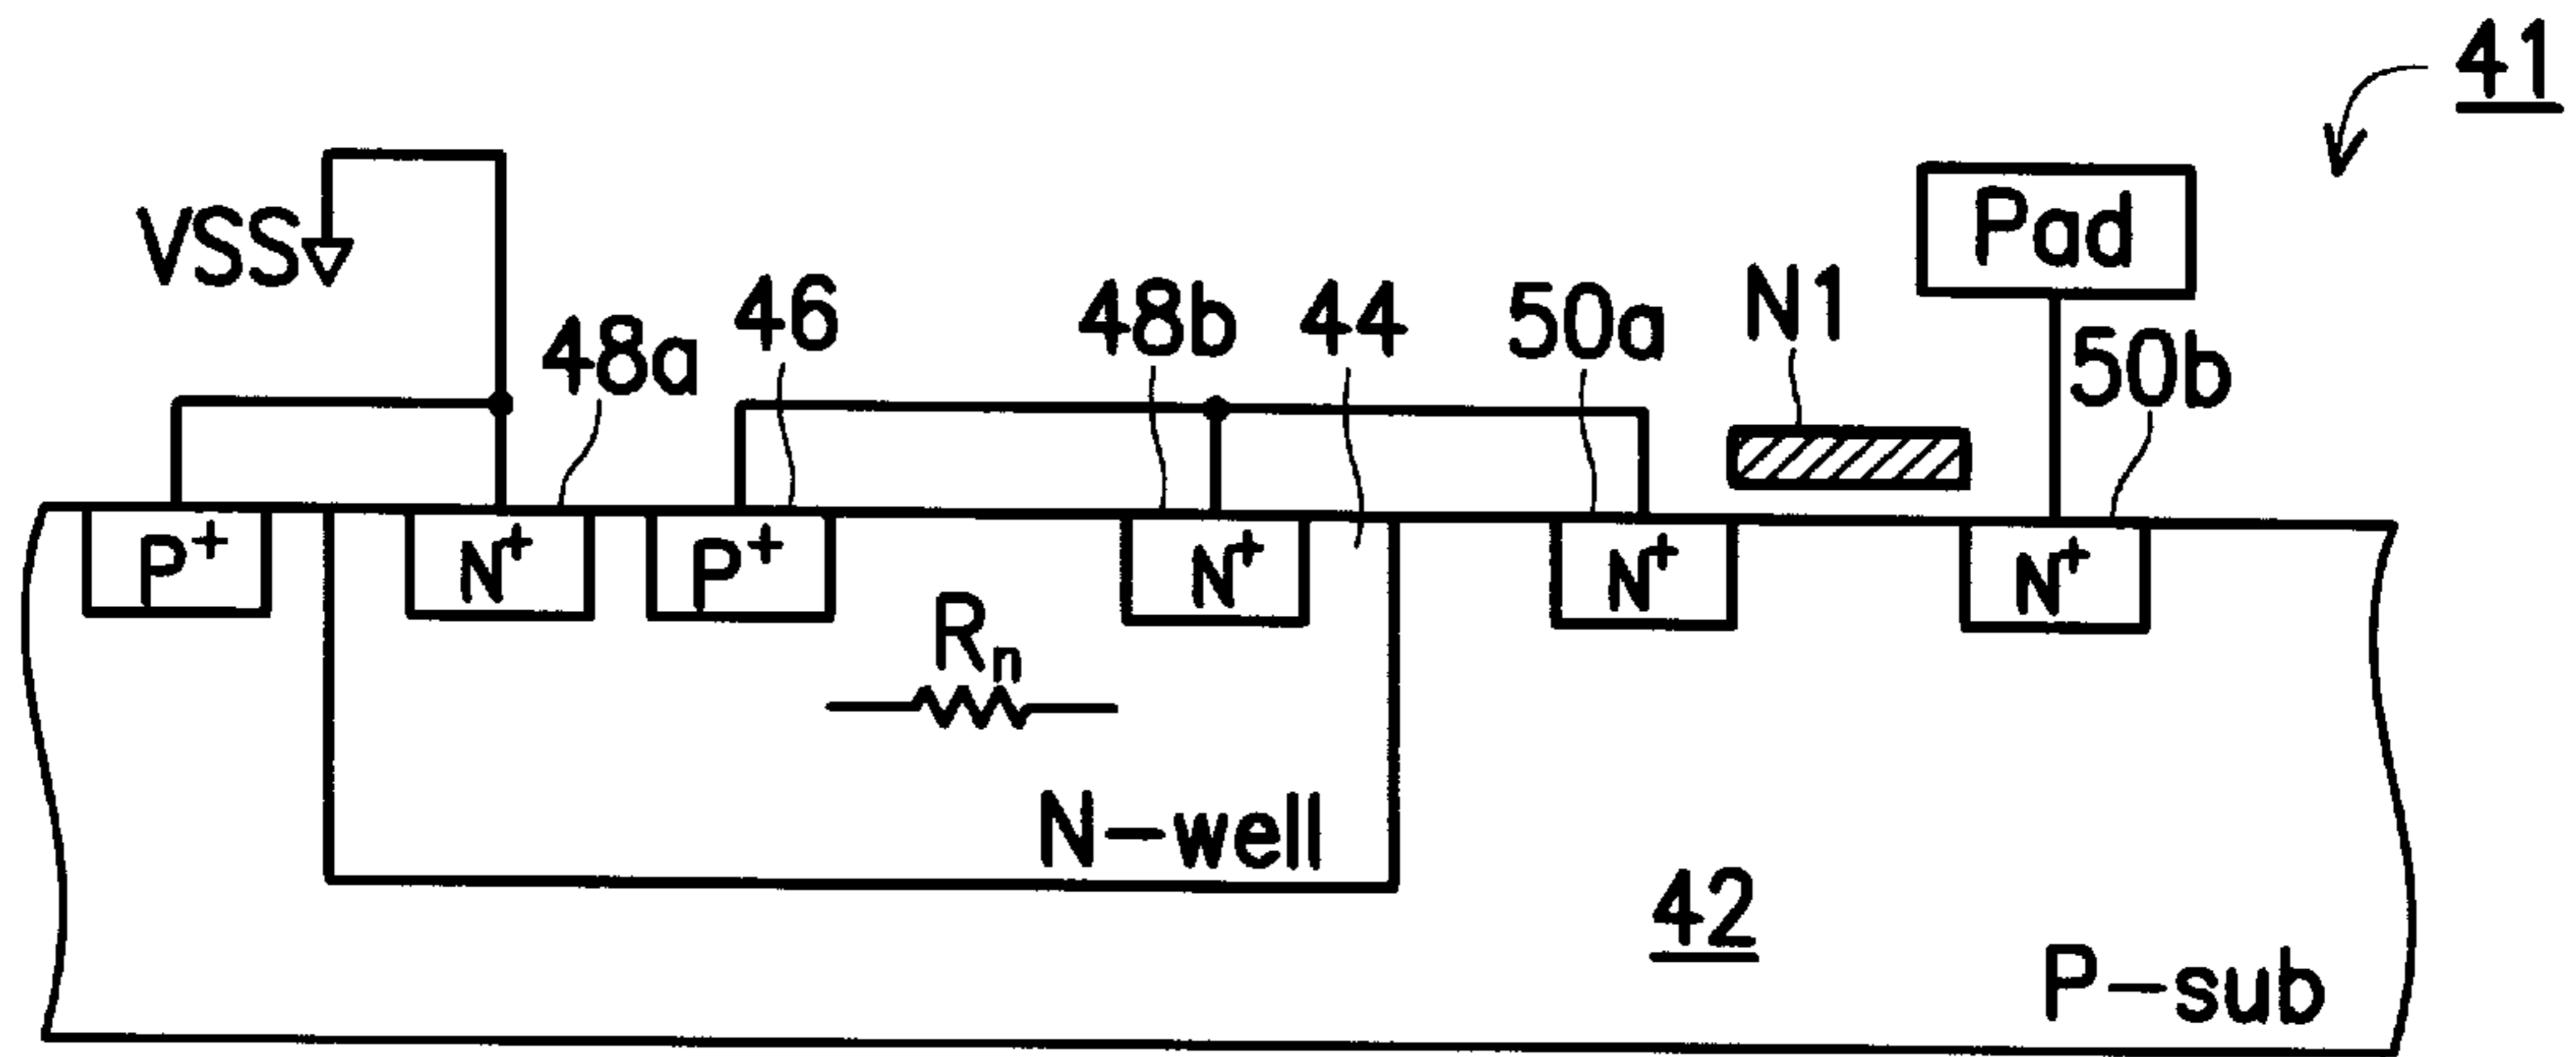 41
Pad
VSS
46
48b
44
50a
N1
48a
50b
P+
N+
P+
N+
N+
N+
Rn
N-well
42
P-sub